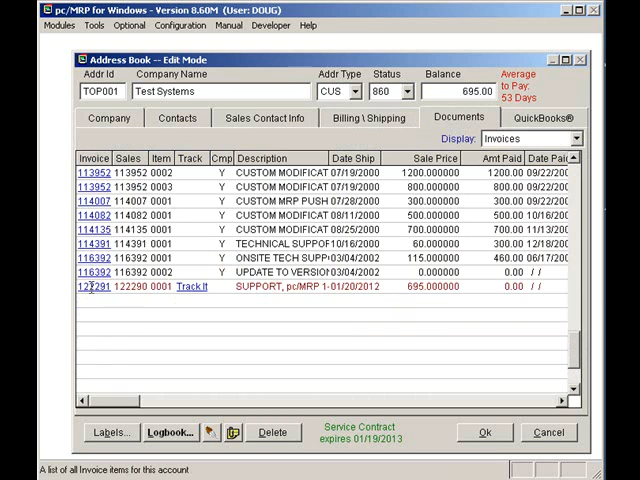 pc/MRP for Windows - Version 8.60M (User: DOUG)
Modules Tools Optional Configuration Manual Developer Help
Address Book -- Edit Mode
Addr Id Company Name Addr Type Status Balance
TOP001 Test Systems CUS 860 695.00
Average
to Pay:
53 Days
Company Contacts Sales Contact Info Billing \ Shipping Documents QuickBooks®
Display: Invoices
Invoice Sales Item Track Cmp Description Date Ship Sale Price Amt Paid Date Paid
113952 113952 0002 Y CUSTOM MODIFICAT 07/19/2000 1200.000000 1200.00 09/22/200
113952 113952 0003 Y CUSTOM MODIFICAT 07/19/2000 800.000000 800.00 09/22/200
114007 114007 0001 Y CUSTOM MRP PUSH 07/28/2000 300.000000 300.00 09/22/200
114082 114082 0001 Y CUSTOM MODIFICAT 08/11/2000 500.000000 500.00 10/16/200
114135 114135 0001 Y CUSTOM MODIFICAT 08/25/2000 700.000000 700.00 11/13/200
114391 114391 0001 Y TECHNICAL SUPPOF 10/16/2000 60.000000 300.00 12/18/200
116392 116392 0001 Y ONSITE TECH SUPP 03/04/2002 115.000000 460.00 06/17/200
116392 116392 0002 Y UPDATE TO VERSION 03/04/2002 0.000000 0.00 / /
122291 122290 0001 Track It SUPPORT, pc/MRP 1- 01/20/2012 695.000000 0.00 / /
Labels... Logbook... Delete
Service Contract
expires 01/19/2013
Ok Cancel
A list of all Invoice items for this account